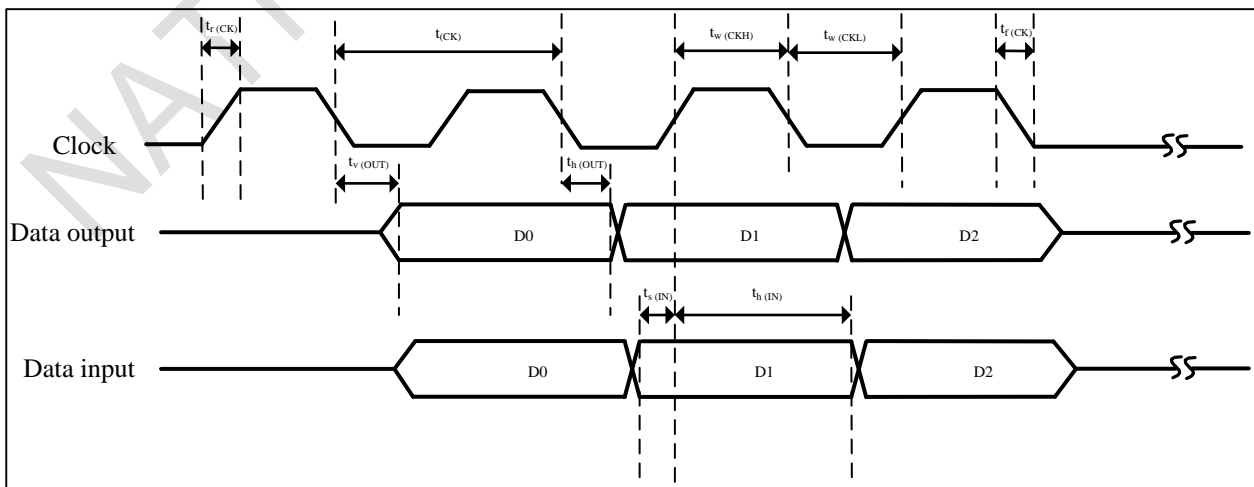 tr (CK)
t(CK)
tw (CKH)
tw (CKL)
tf (CK)
Clock
tv (OUT)
th (OUT)
Data output
D0
D1
D2
ts (IN)
th (IN)
Data input
D0
D1
D2
NAT